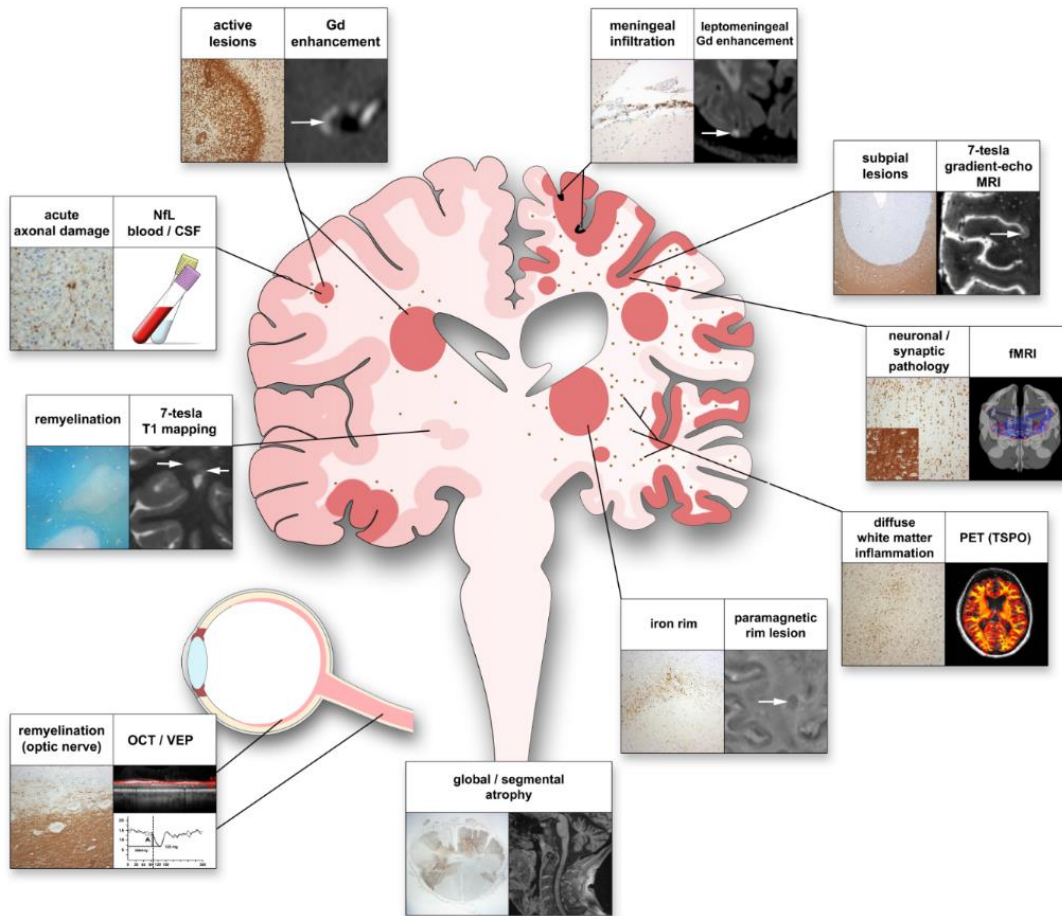 active
lesions
Gd
enhancement
meningeal
infiltration
leptomeningeal
Gd enhancement
subpial
lesions
7-tesla
gradient-echo
MRI
acute
axonal damage
NfL
blood / CSF
neuronal /
synaptic
pathology
fMRI
remyelination
7-tesla
T1 mapping
diffuse
white matter
inflammation
PET (TSPO)
iron rim
paramagnetic
rim lesion
remyelination
(optic nerve)
OCT / VEP
global / segmental
atrophy